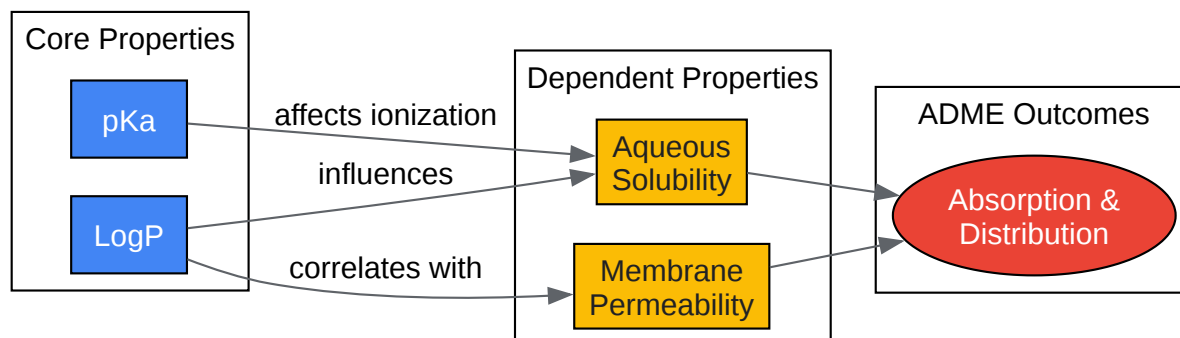 Core Properties
pKa
LogP
affects ionization
influences
correlates with
Dependent Properties
Aqueous
Solubility
Membrane
Permeability
ADME Outcomes
Absorption &
Distribution